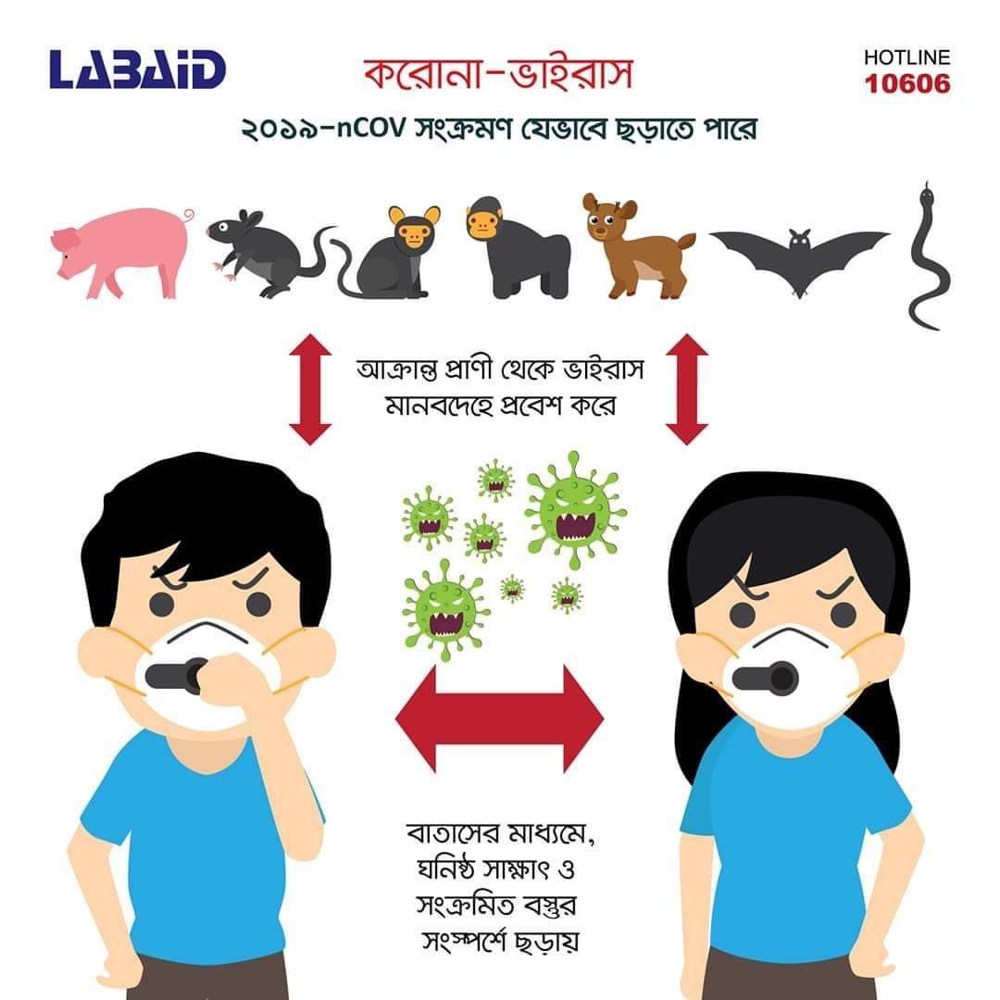 LABAID
করোনা-ভাইরাস
HOTLINE
10606
২০১৯-nCOV সংক্রমণ যেভাবে ছড়াতে পারে
আক্রান্ত প্রাণী থেকে ভাইরাস
মানবদেহে প্রবেশ করে
বাতাসের মাধ্যমে,
ঘনিষ্ঠ সাক্ষাৎ ও
সংক্রমিত বস্তুর
সংস্পর্শে ছড়ায়